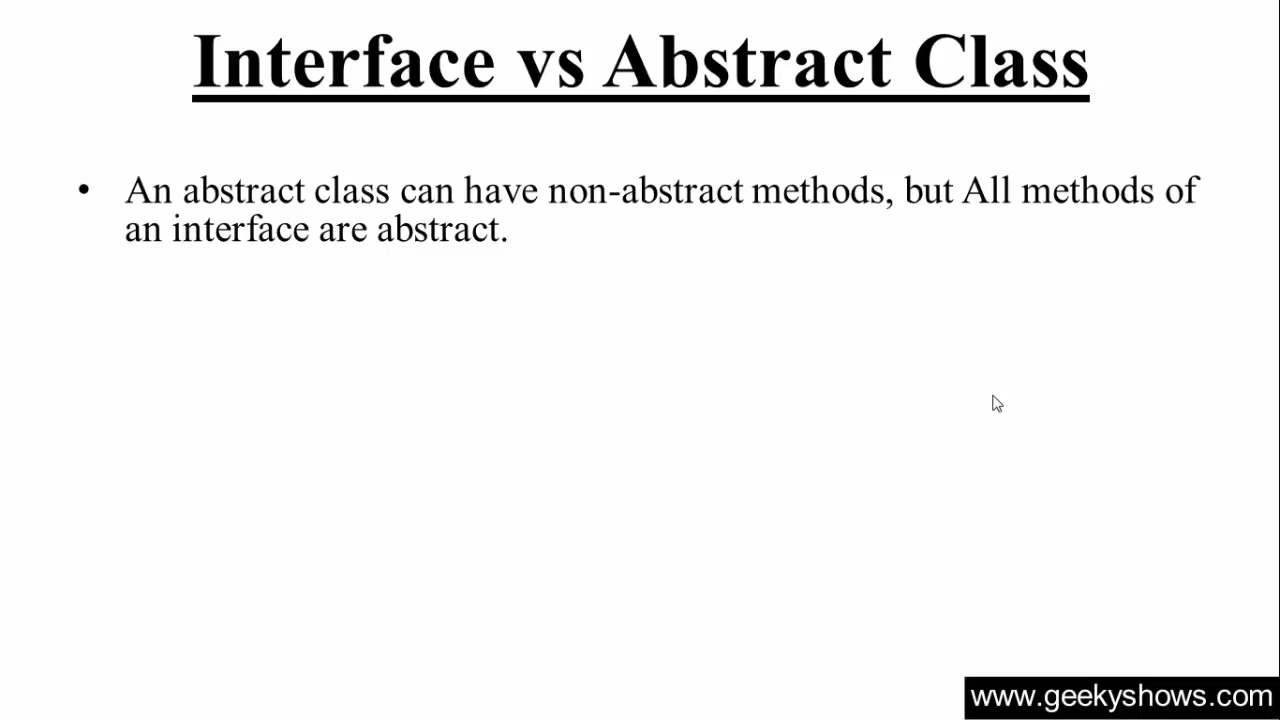 Interface vs Abstract Class
• An abstract class can have non-abstract methods, but All methods of
an interface are abstract.
www.geekyshows.com